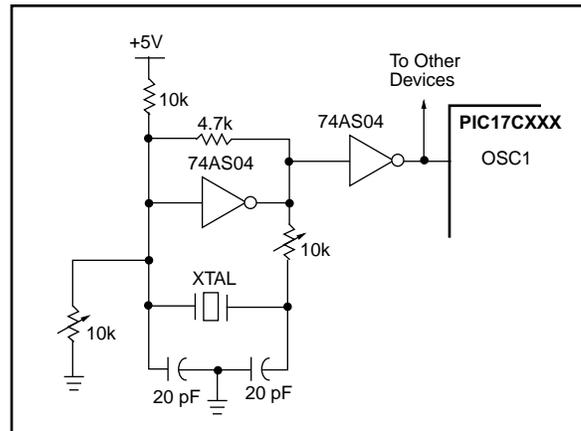 +5V
To Other
Devices
10k
4.7k
74AS04
PIC17CXXX
74AS04
OSC1
10k
XTAL
10k
20 pF
20 pF